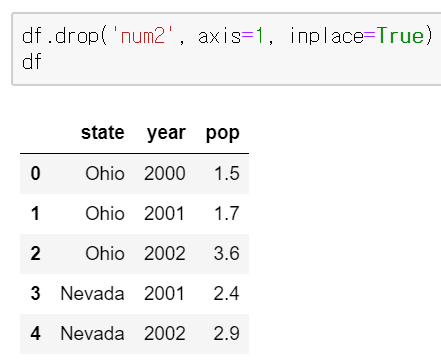 df.drop('num2', axis=1, inplace=True)
df
state year pop
0 Ohio 2000 1.5
1 Ohio 2001 1.7
2 Ohio 2002 3.6
3 Nevada 2001 2.4
4 Nevada 2002 2.9